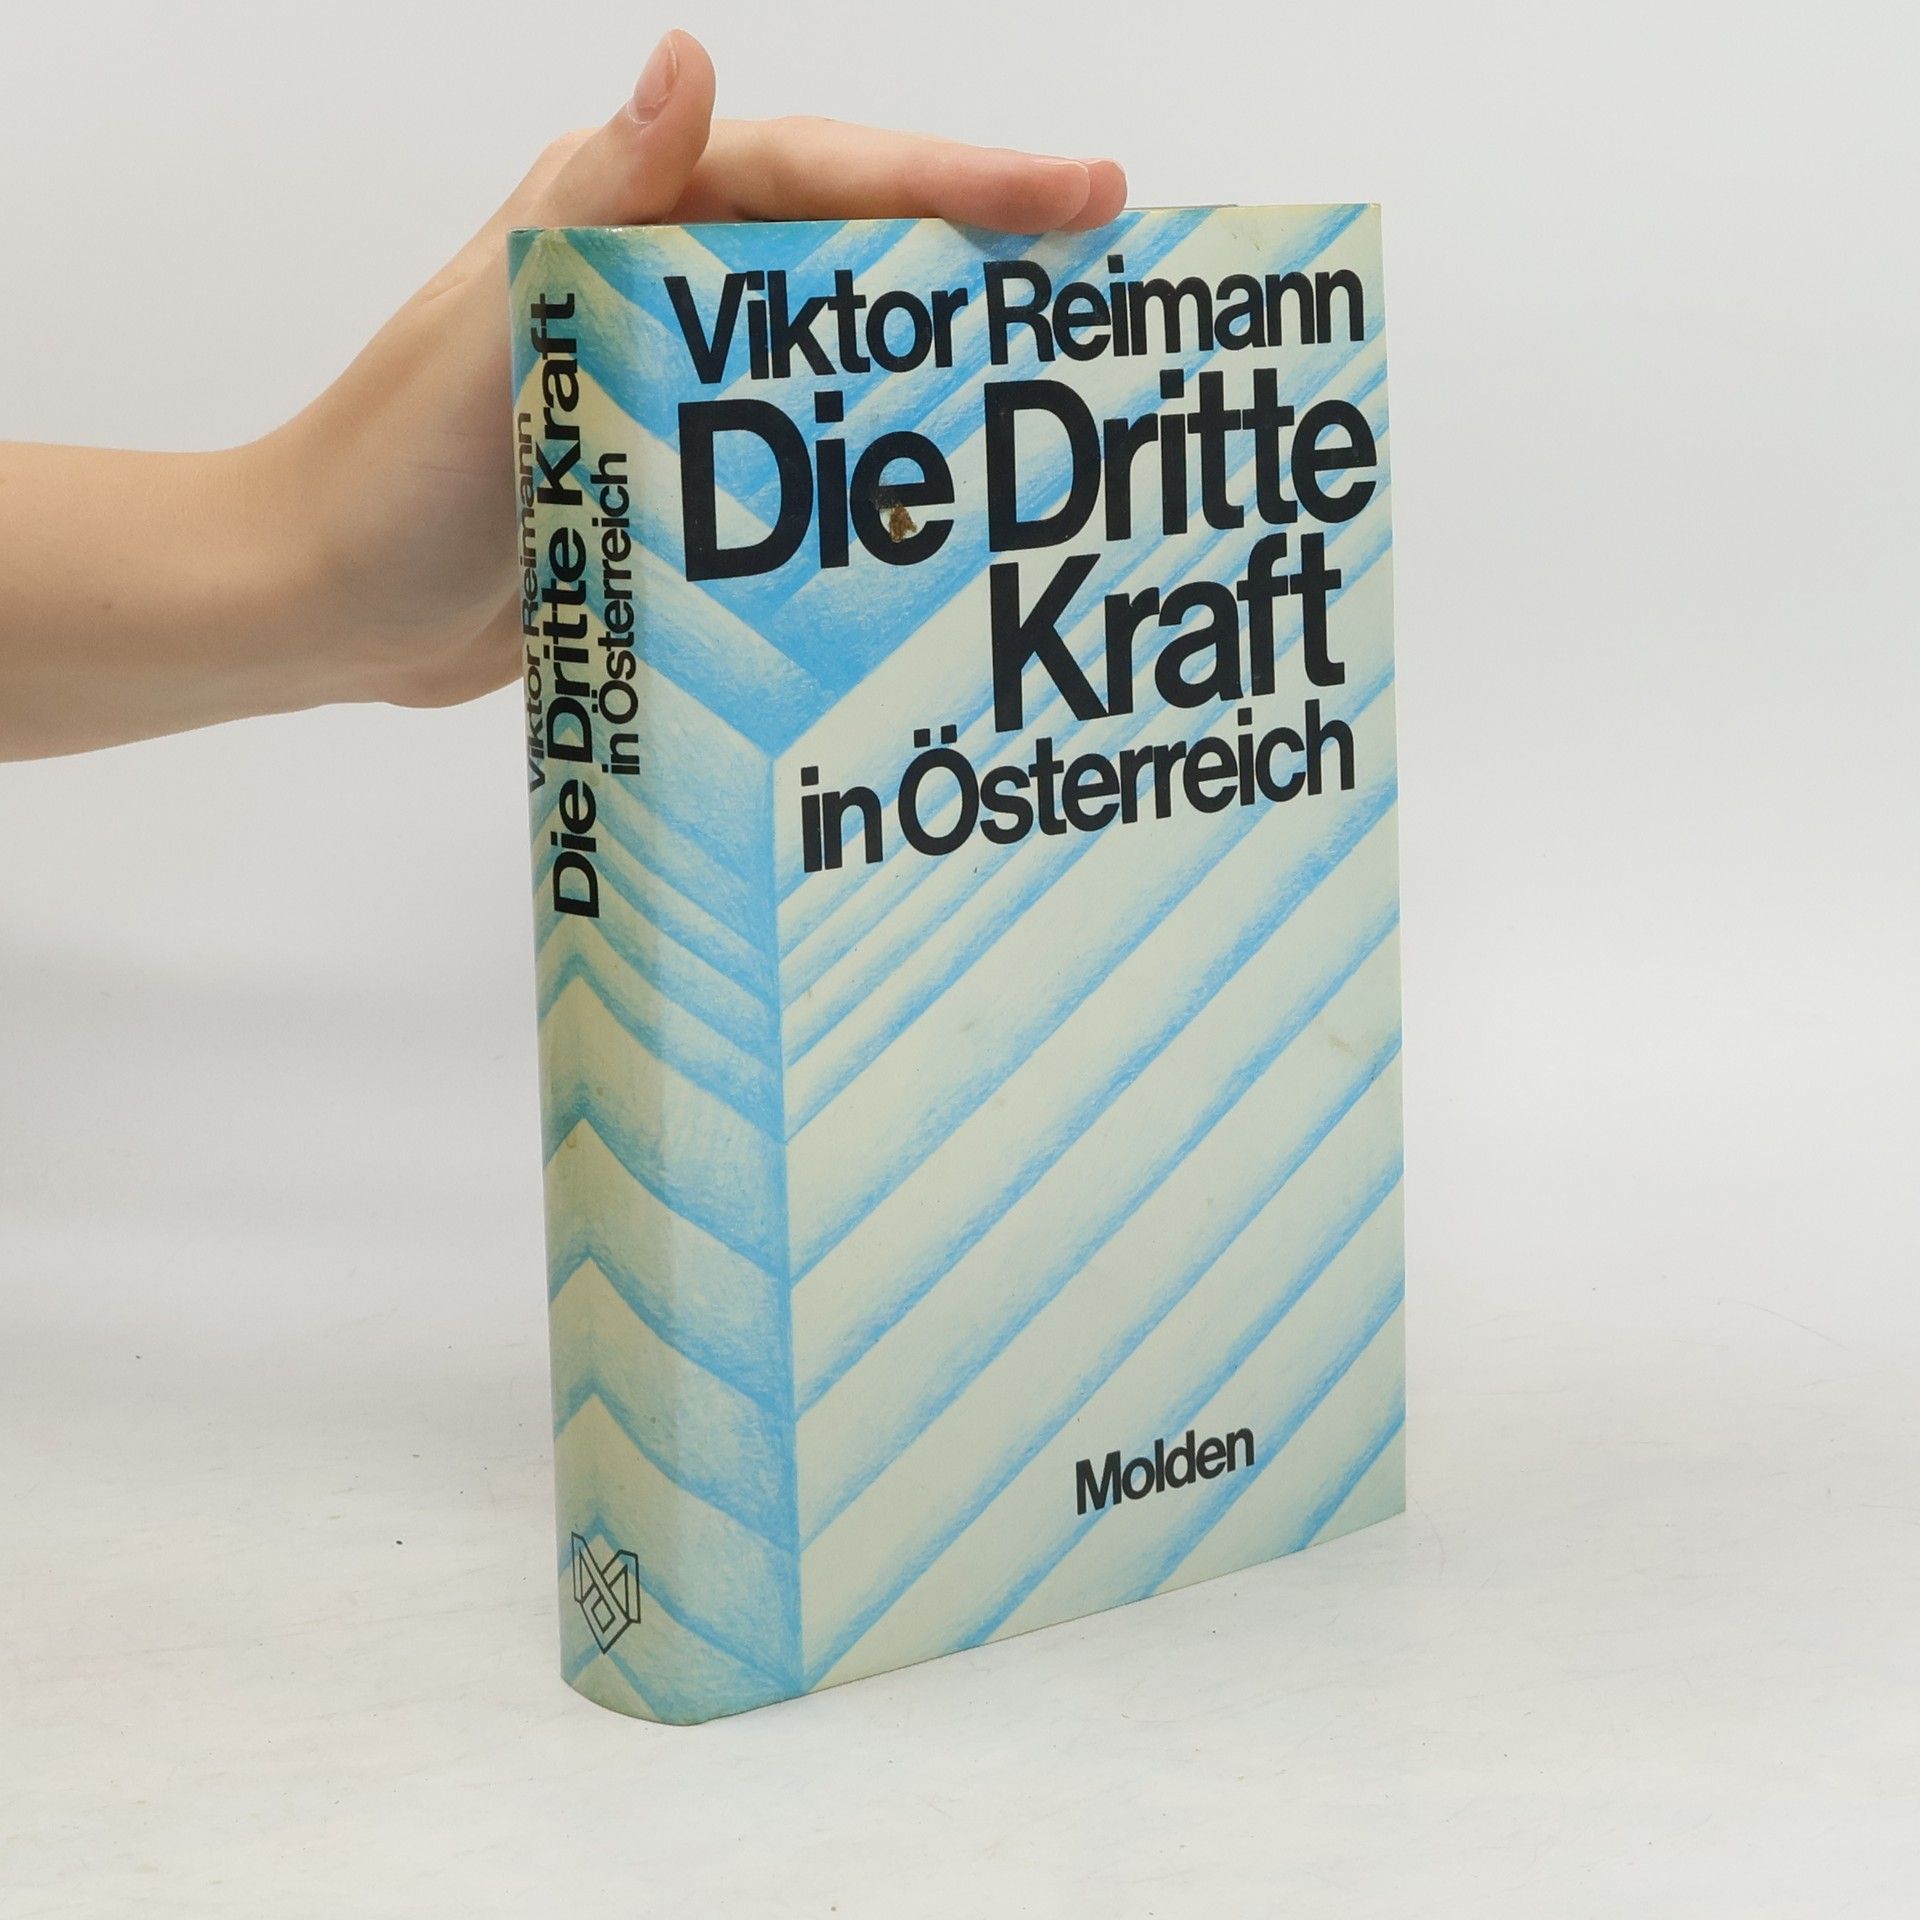 Viktor Reimann
Die Dritte
Kraft
in Österreich
Molden
Viktor Reimann
Die Dritte Kraft
in Österreich